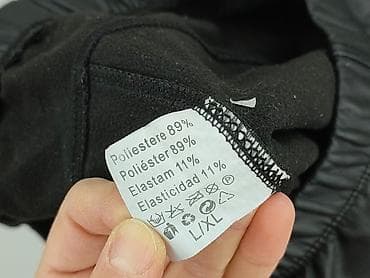 Poliestere 89%
Poliéster 89%
Elastam 11%
Elasticidad 11%
L/XL